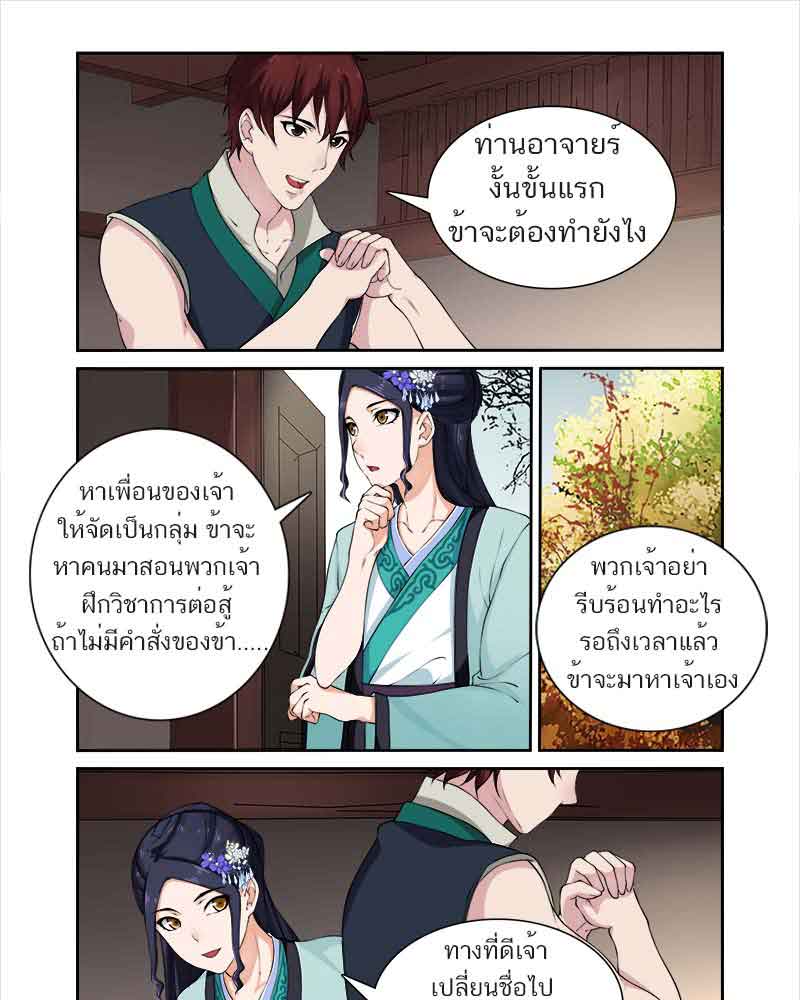 ท่านอาจายร์
งั้นขั้นแรก
ข้าจะต้องทำยังไง
หาเพื่อนของเจ้า
ให้จัดเป็นกลุ่ม ข้าจะ
หาคนมาสอนพวกเจ้า
ฝึกวิชาการต่อสู้
ถ้าไม่มีคำสั่งของข้า.....
พวกเจ้าอย่า
รีบร้อนทำอะไร
รอถึงเวลาแล้ว
ข้าจะมาหาเจ้าเอง
ทางที่ดีเจ้า
เปลี่ยนชื่อไป